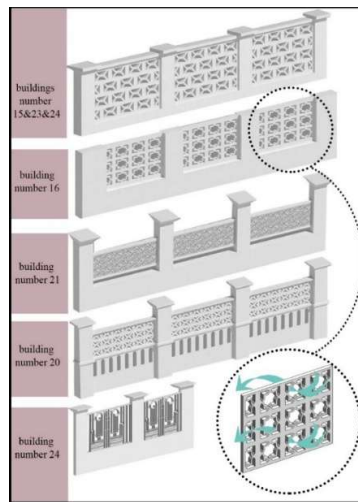 buildings
number
15&23&24
building
number 16
building
number 21
building
number 20
building
number 24